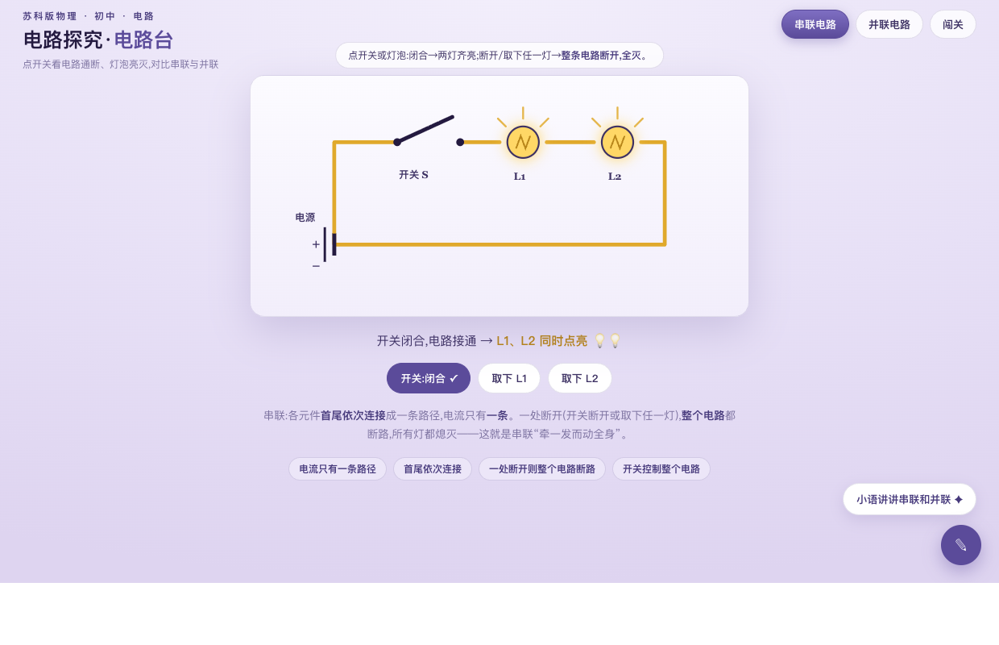 苏科版物理 · 初中 · 电路
电路探究·电路台
点开关看电路通断、灯泡亮灭,对比串联与并联
串联电路
并联电路
闯关
点开关或灯泡:闭合→两灯齐亮;断开/取下任一灯→整条电路断开,全灭。
开关 S
L1
L2
电源
+
−
开关闭合,电路接通 → L1、L2 同时点亮 💡💡
开关:闭合 ✓
取下 L1
取下 L2
串联:各元件首尾依次连接成一条路径,电流只有一条。一处断开(开关断开或取下任一灯),整个电路都
断路,所有灯都熄灭——这就是串联“牵一发而动全身”。
电流只有一条路径
首尾依次连接
一处断开则整个电路断路
开关控制整个电路
小语讲讲串联和并联 ✦
✎